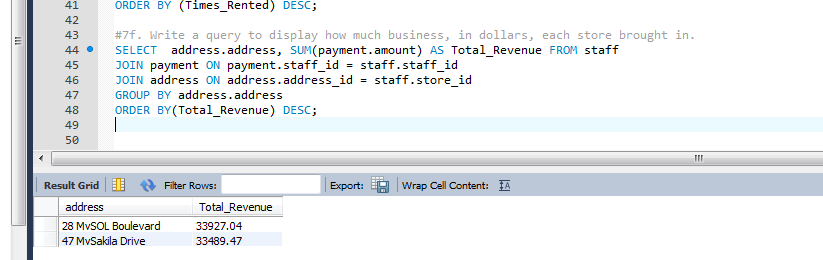 41 ORDER BY (Times_Rented) DESC;
42
43 #7f. Write a query to display how much business, in dollars, each store brought in.
44 SELECT  address.address, SUM(payment.amount) AS Total_Revenue FROM staff
45 JOIN payment ON payment.staff_id = staff.staff_id
46 JOIN address ON address.address_id = staff.store_id
47 GROUP BY address.address
48 ORDER BY(Total_Revenue) DESC;
49
50
Result Grid Filter Rows: Export: Wrap Cell Content:
address Total_Revenue
28 MySQL Boulevard 33927.04
47 MySakila Drive 33489.47